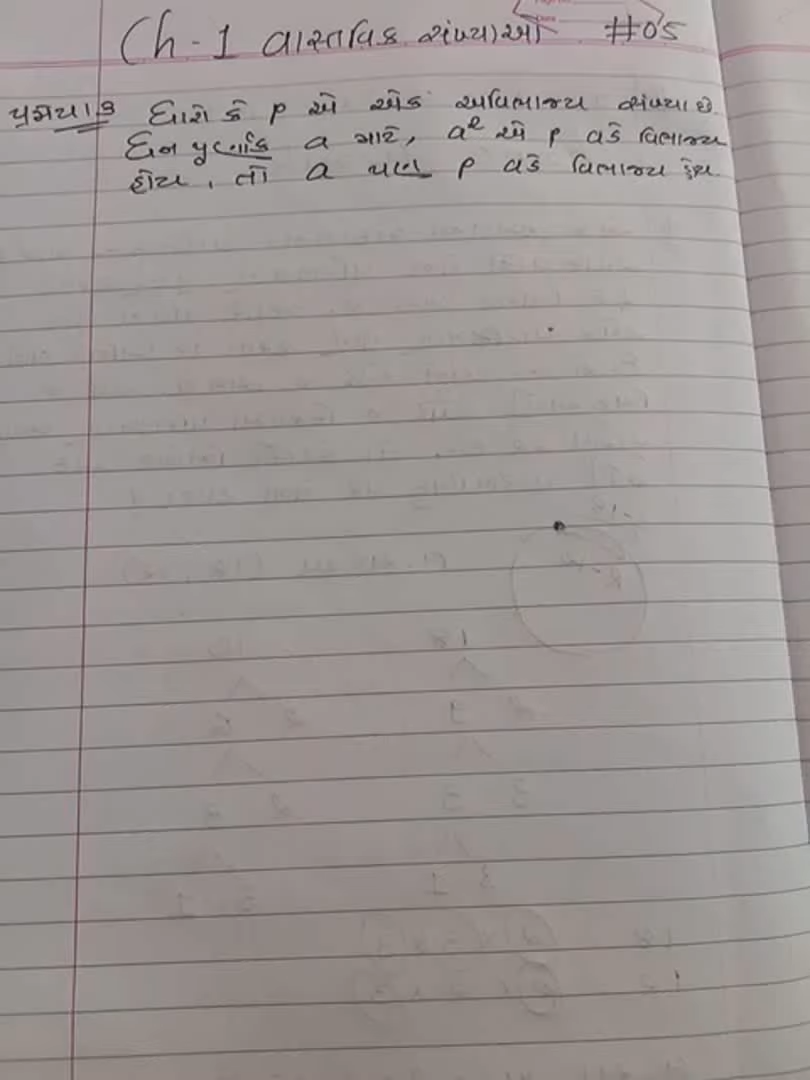 Ch - 1 વાસ્તવિક સંખ્યાઓ #05
પ્રમેય 1.3 ધારો કે p એ એક અવિભાજ્ય સંખ્યા છે.
ધન પૂર્ણાંક a માટે, a² એ p વડે વિભાજ્ય
હોય, તો a પણ p વડે વિભાજ્ય હોય.